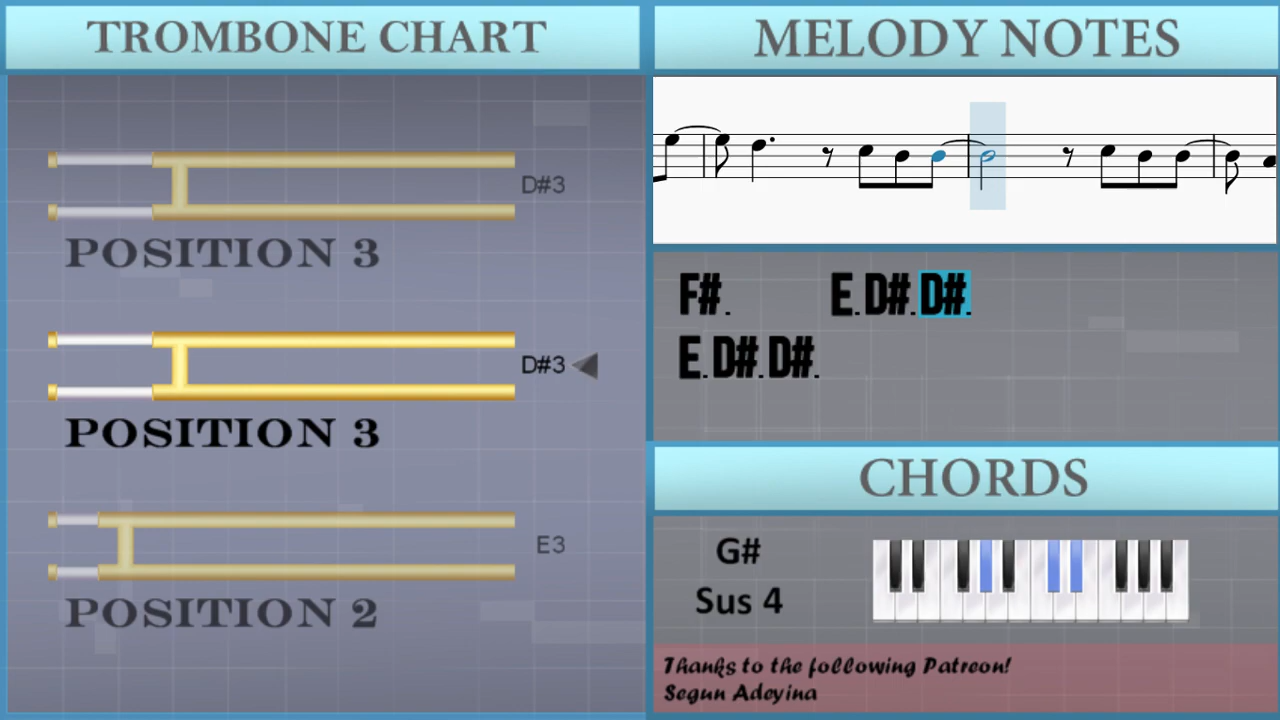 TROMBONE CHART
D#3
POSITION 3
D#3
POSITION 3
E3
POSITION 2
MELODY NOTES
F#. E.D#.D#.
E.D#.D#.
CHORDS
G#
Sus 4
Thanks to the following Patreon!
Segun Adeyina